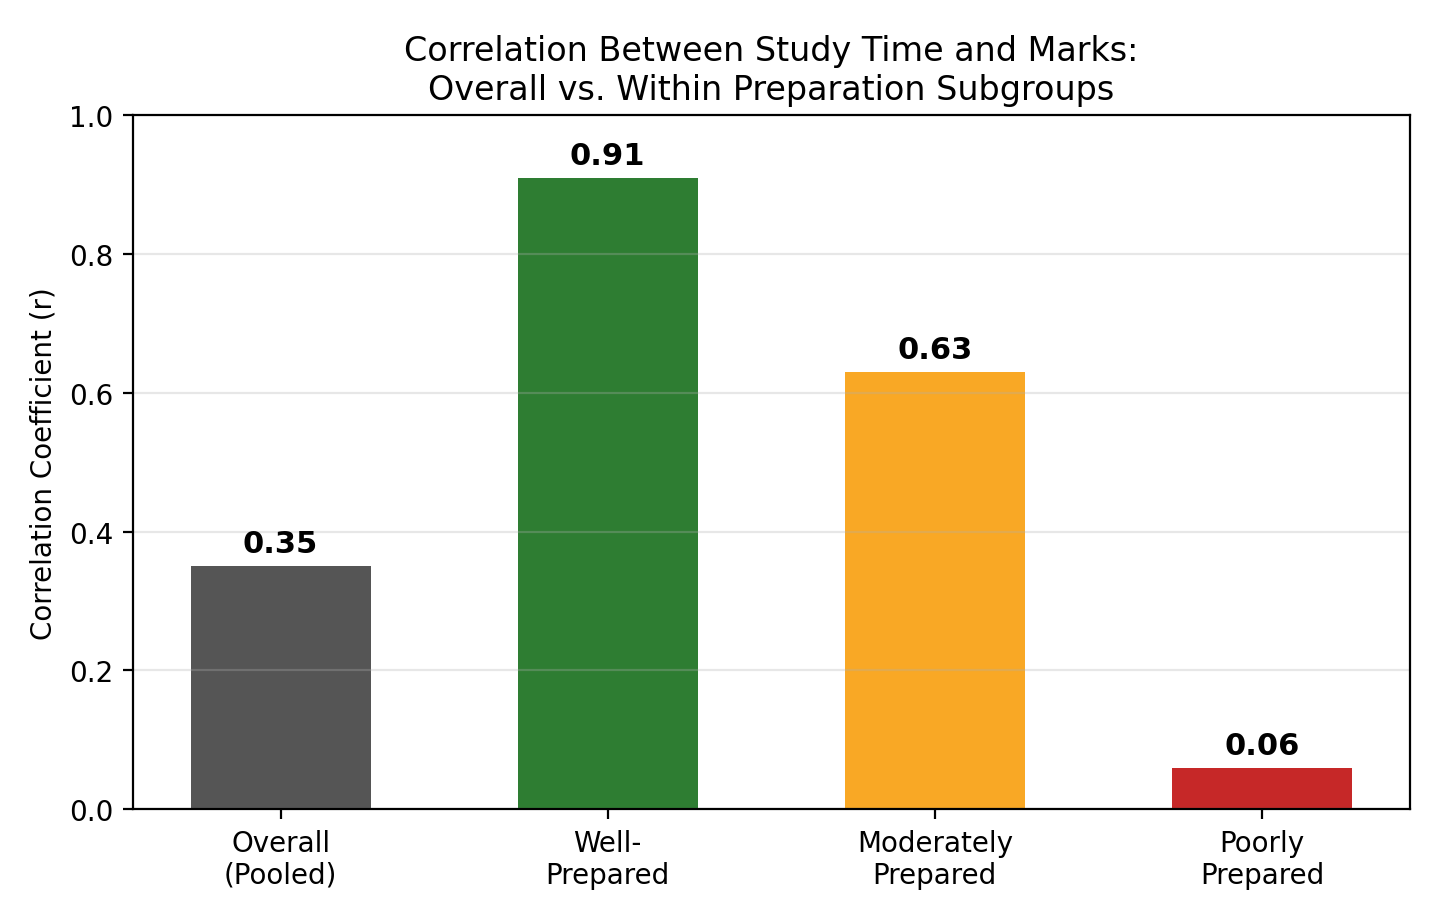 Correlation Between Study Time and Marks:
Overall vs. Within Preparation Subgroups
Correlation Coefficient (r)
1.0
0.8
0.6
0.4
0.2
0.0
0.35
0.91
0.63
0.06
Overall
(Pooled)
Well-
Prepared
Moderately
Prepared
Poorly
Prepared